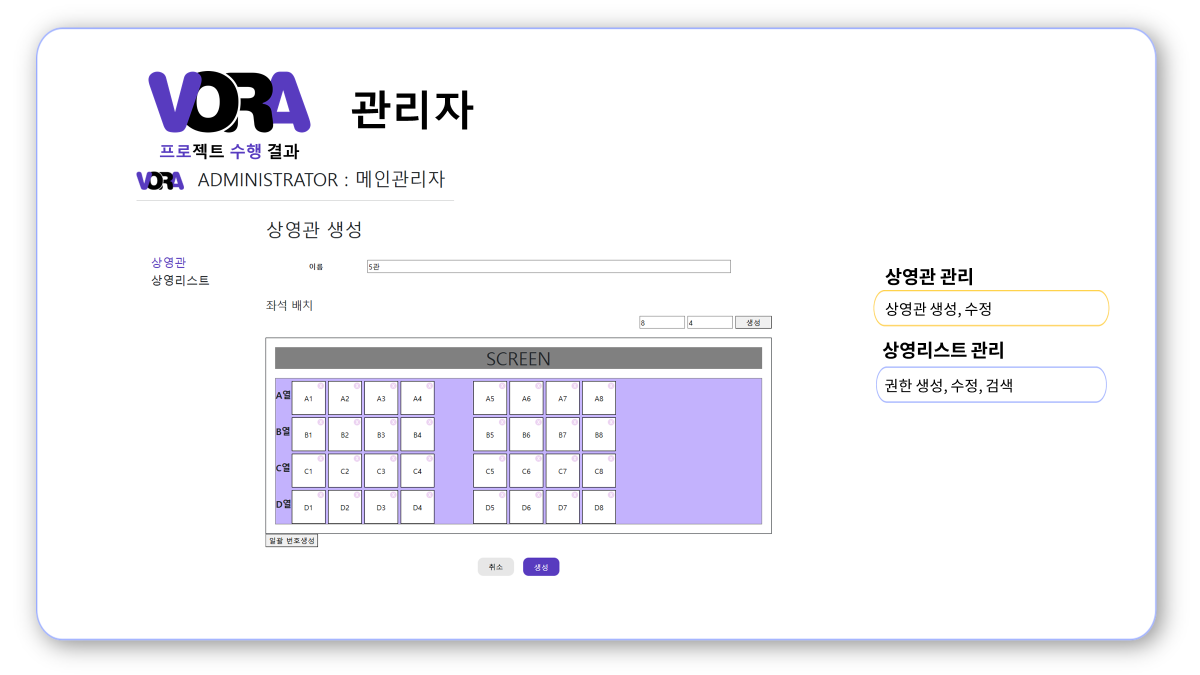 VORA 관리자
프로젝트 수행 결과
VORA ADMINISTRATOR : 메인관리자
상영관 생성
상영관
상영리스트
이름 5관
좌석 배치
8 4 생성
SCREEN
A열 A1 A2 A3 A4 A5 A6 A7 A8
B열 B1 B2 B3 B4 B5 B6 B7 B8
C열 C1 C2 C3 C4 C5 C6 C7 C8
D열 D1 D2 D3 D4 D5 D6 D7 D8
일괄 번호생성
취소 생성
상영관 관리
상영관 생성, 수정
상영리스트 관리
권한 생성, 수정, 검색